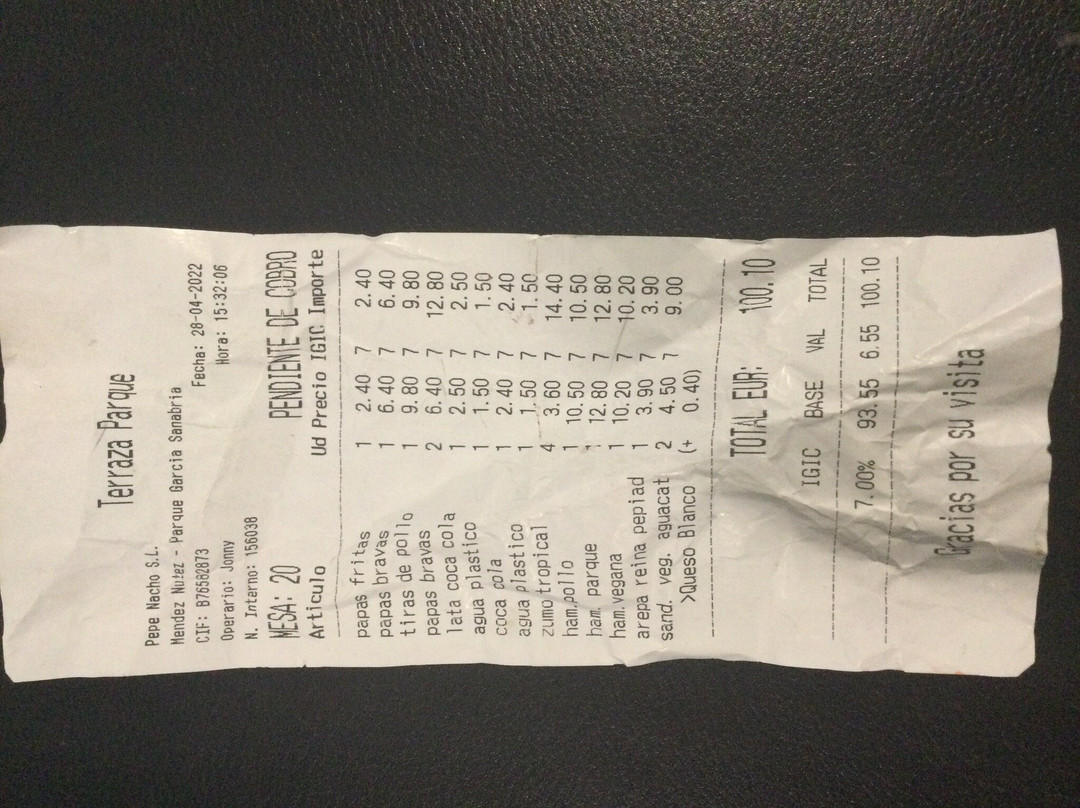 Terraza Parque
Pepe Nacho S.L.
Mendez Nuñez - Parque Garcia Sanabria
CIF: B76582873 Fecha: 28-04-2022
Operario: Jonny Hora: 15:32:06
N. Interno: 156038
MESA: 20 PENDIENTE DE COBRO
Articulo Ud Precio IGIC Importe
papas fritas 1 2.40 7 2.40
papas bravas 1 6.40 7 6.40
tiras de pollo 1 9.80 7 9.80
papas bravas 2 6.40 7 12.80
lata coca cola 1 2.50 7 2.50
agua plastico 1 1.50 7 1.50
coca cola 1 2.40 7 2.40
agua plastico 1 1.50 7 1.50
zumo tropical 4 3.60 7 14.40
ham.pollo 1 10.50 7 10.50
ham. parque 1 12.80 7 12.80
ham.vegana 1 10.20 7 10.20
arepa reina pepiad 1 3.90 7 3.90
sand. veg. aguacat 2 4.50 7 9.00
>Queso Blanco (+ 0.40)
TOTAL EUR: 100.10
IGIC BASE VAL TOTAL
7.00% 93.55 6.55 100.10
Gracias por su visita